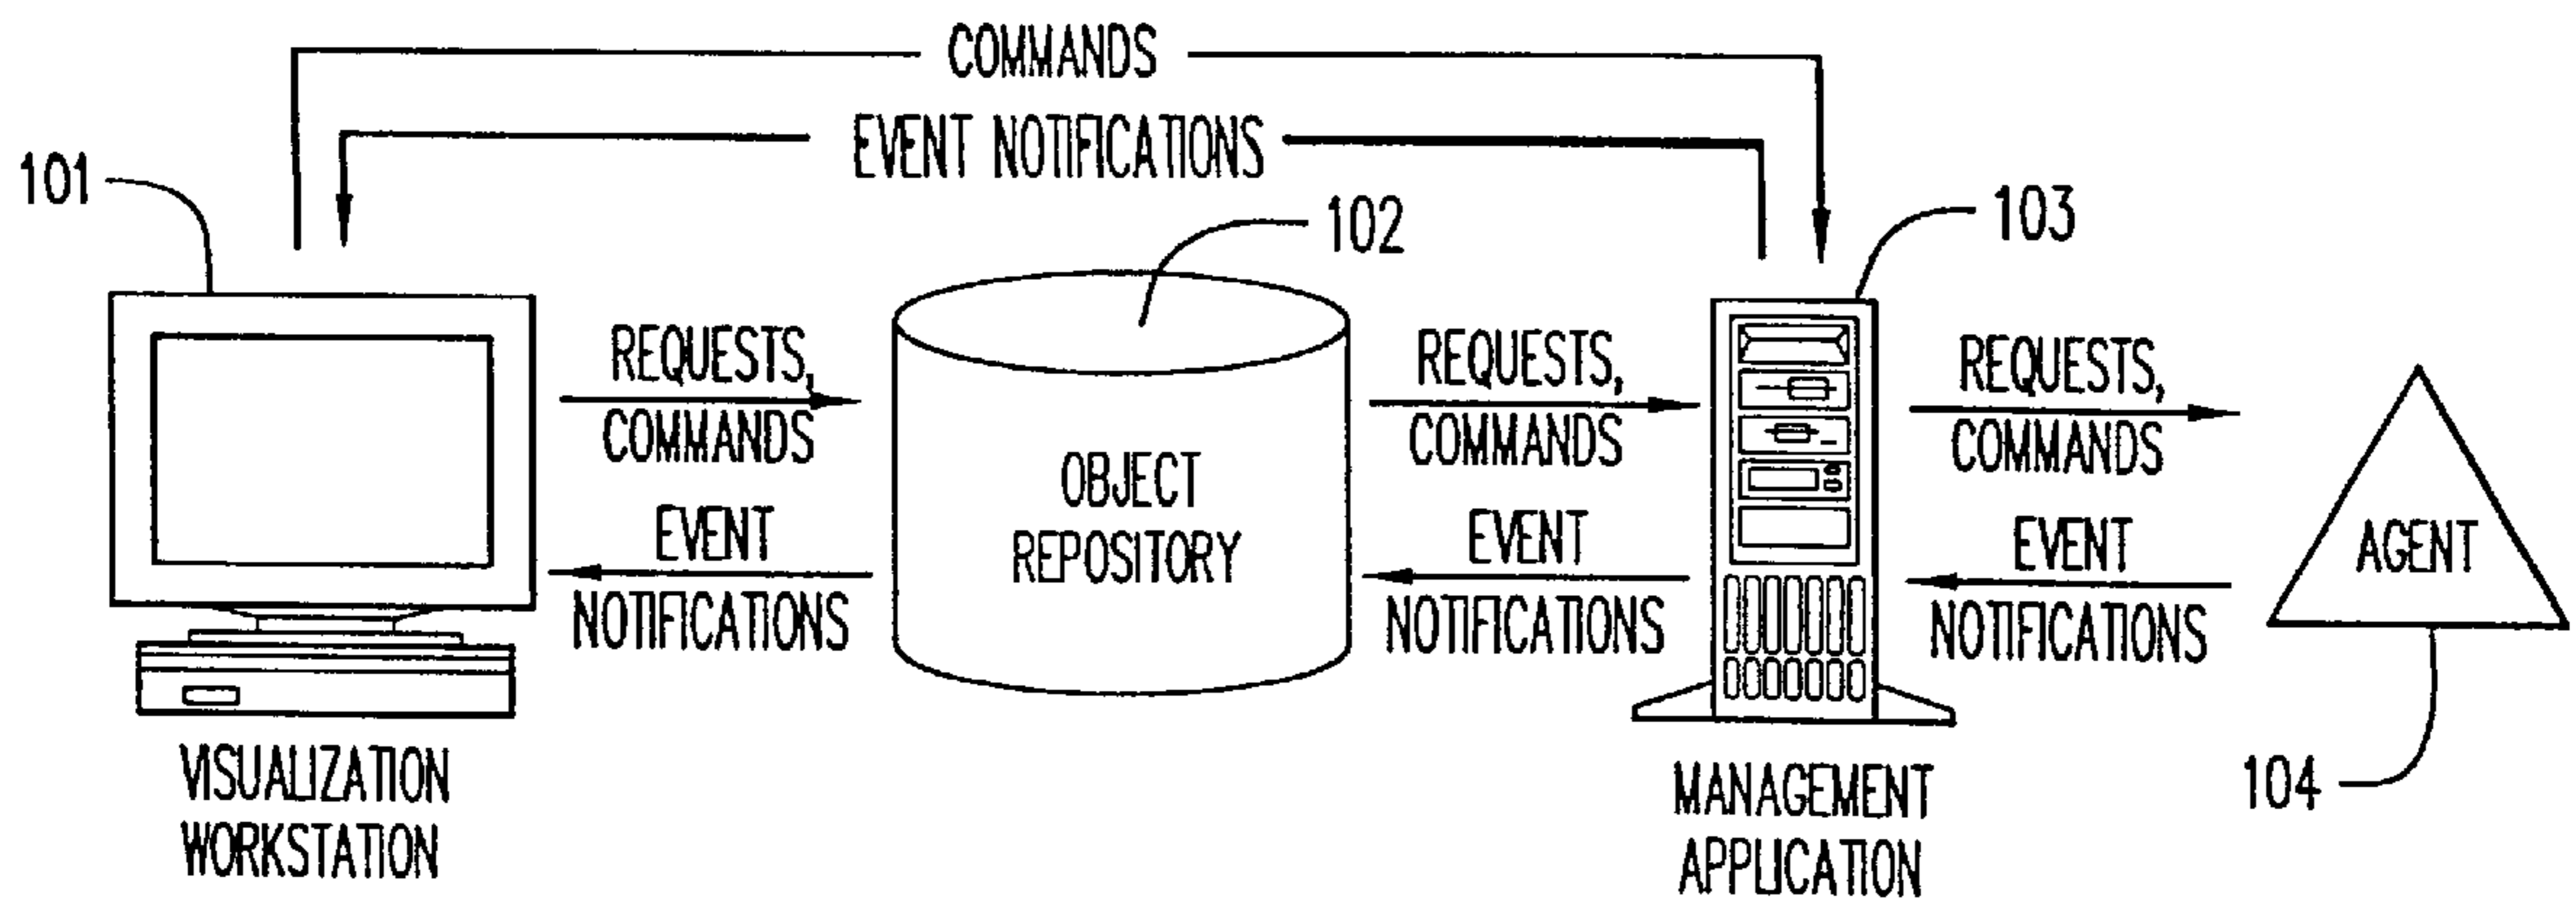 COMMANDS
EVENT NOTIFICATIONS
101
102
103
REQUESTS,
COMMANDS
EVENT
NOTIFICATIONS
OBJECT
REPOSITORY
REQUESTS,
COMMANDS
EVENT
NOTIFICATIONS
REQUESTS,
COMMANDS
EVENT
NOTIFICATIONS
AGENT
104
VISUALIZATION
WORKSTATION
MANAGEMENT
APPLICATION